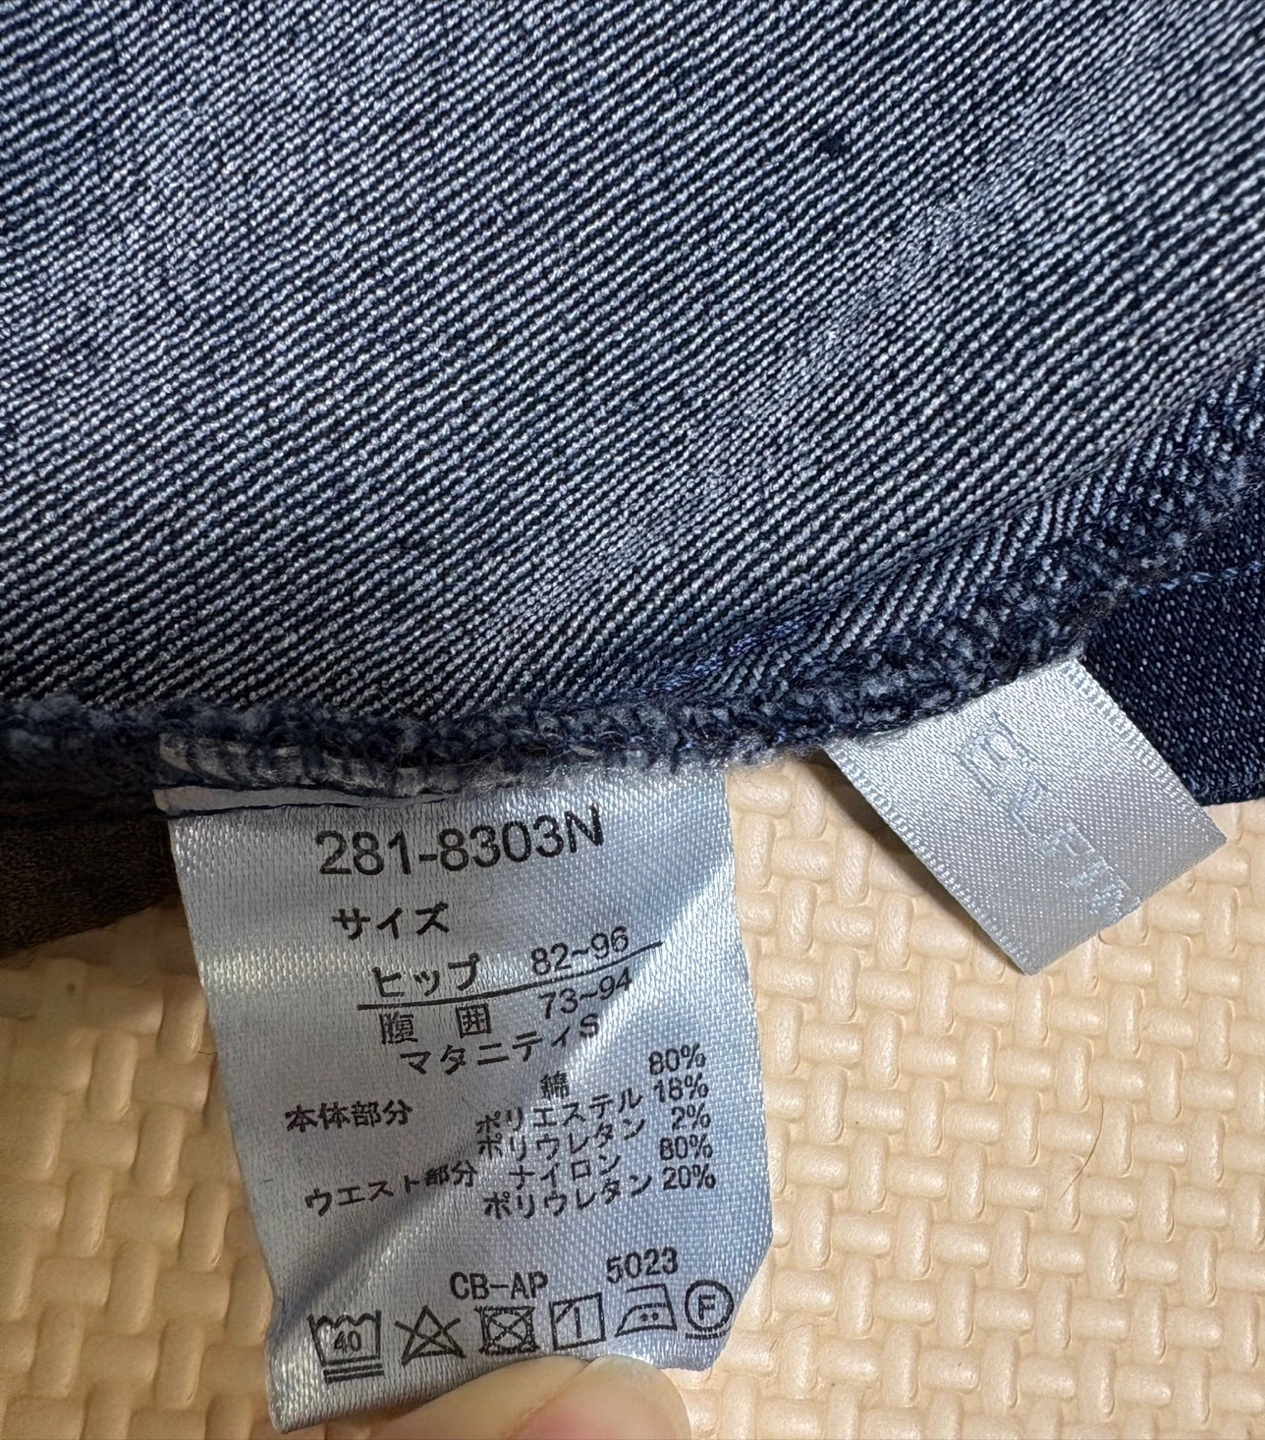 281-8303N
サイズ
ヒップ 82~96
腹囲 73~94
マタニティS
本体部分 綿 80%
ポリエステル 18%
ポリウレタン 2%
ウエスト部分 ナイロン 80%
ポリウレタン 20%
CB-AP 5023
40 F